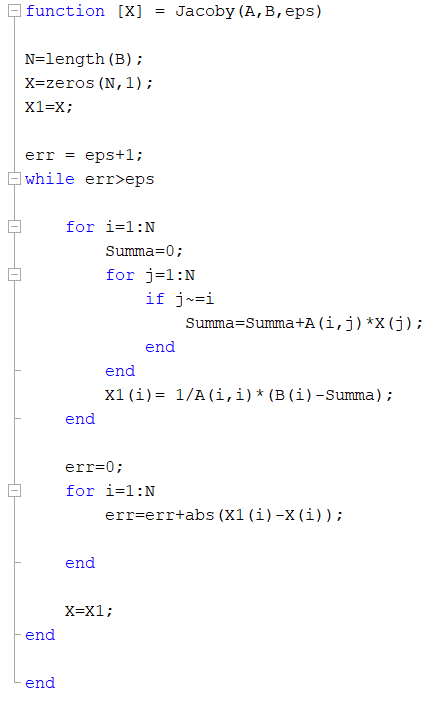 function [X] = Jacoby(A,B,eps)
N=length(B);
X=zeros(N,1);
X1=X;
err = eps+1;
while err>eps
for i=1:N
Summa=0;
for j=1:N
if j~=i
Summa=Summa+A(i,j)*X(j);
end
end
X1(i)= 1/A(i,i)*(B(i)-Summa);
end
err=0;
for i=1:N
err=err+abs(X1(i)-X(i));
end
X=X1;
end
end